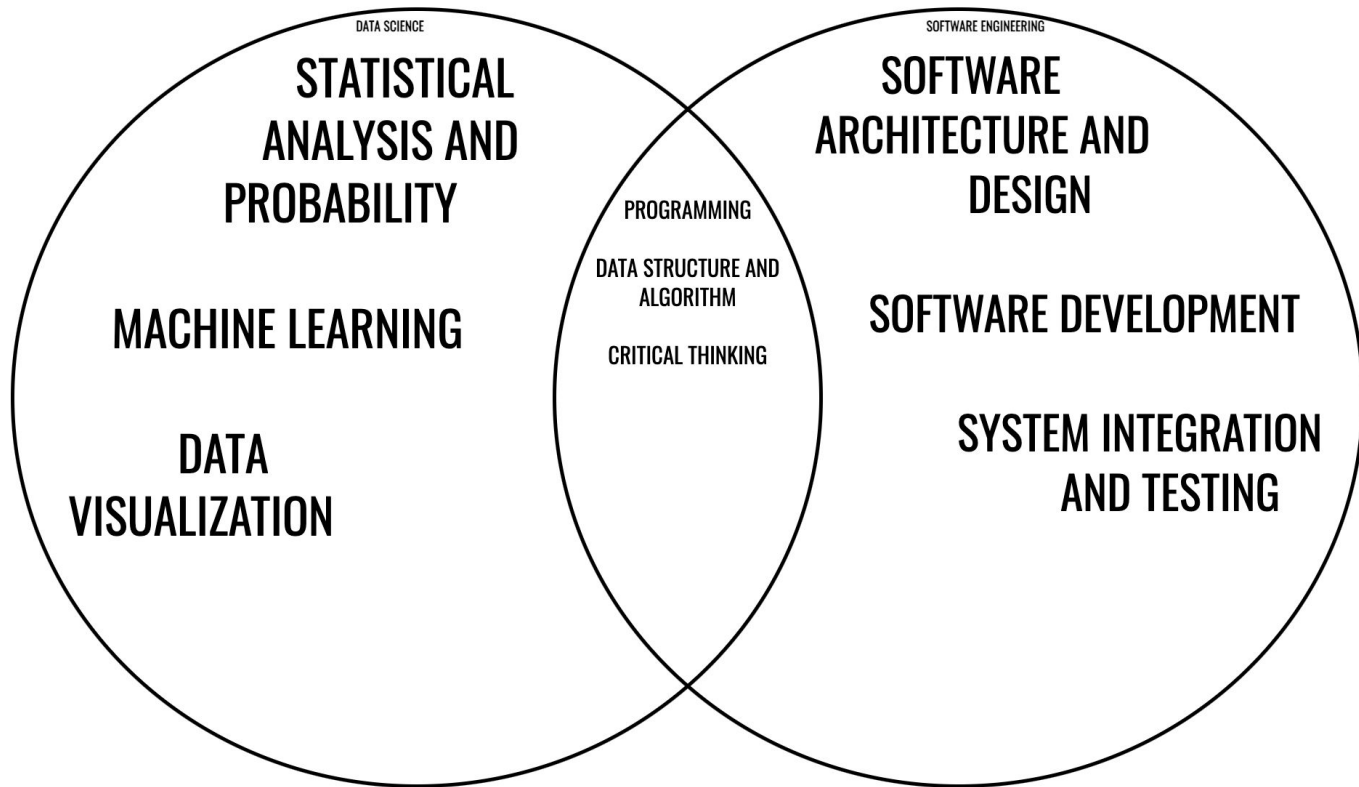 DATA SCIENCE
STATISTICAL
ANALYSIS AND
PROBABILITY
MACHINE LEARNING
DATA
VISUALIZATION
PROGRAMMING
DATA STRUCTURE AND
ALGORITHM
CRITICAL THINKING
SOFTWARE ENGINEERING
SOFTWARE
ARCHITECTURE AND
DESIGN
SOFTWARE DEVELOPMENT
SYSTEM INTEGRATION
AND TESTING